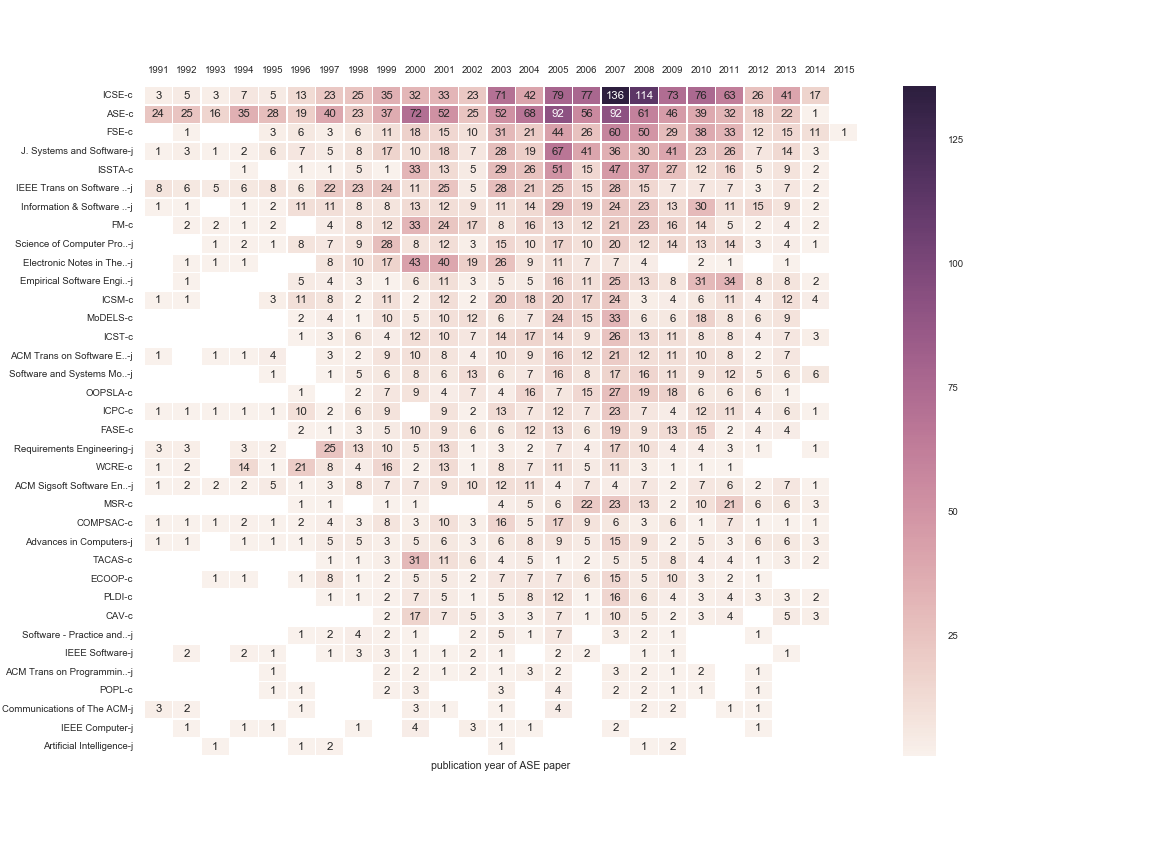 1991 1992 1993 1994 1995 1996 1997 1998 1999 2000 2001 2002 2003 2004 2005 2006 2007 2008 2009 2010 2011 2012 2013 2014 2015
ICSE-c 3 5 3 7 5 13 23 25 35 32 33 23 71 42 79 77 136 114 73 76 63 26 41 17
ASE-c 24 25 16 35 28 19 40 23 37 72 52 25 52 68 92 56 92 61 46 39 32 18 22 1
FSE-c 1 3 6 3 6 11 18 15 10 31 21 44 26 60 50 29 38 33 12 15 11 1
J. Systems and Software-j 1 3 1 2 6 7 5 8 17 10 18 7 28 19 67 41 36 30 41 23 26 7 14 3
ISSTA-c 1 1 1 5 1 33 13 5 29 26 51 15 47 37 27 12 16 5 9 2
IEEE Trans on Software ..-j 8 6 5 6 8 6 22 23 24 11 25 5 28 21 25 15 28 15 7 7 7 3 7 2
Information & Software ..-j 1 1 1 2 11 11 8 8 13 12 9 11 14 29 19 24 23 13 30 11 15 9 2
FM-c 2 2 1 2 4 8 12 33 24 17 8 16 13 12 21 23 16 14 5 2 4 2
Science of Computer Pro..-j 1 2 1 8 7 9 28 8 12 3 15 10 17 10 20 12 14 13 14 3 4 1
Electronic Notes in The..-j 1 1 1 8 10 17 43 40 19 26 9 11 7 7 4 2 1 1
Empirical Software Engi..-j 1 5 4 3 1 6 11 3 5 5 16 11 25 13 8 31 34 8 8 2
ICSM-c 1 1 3 11 8 2 11 2 12 2 20 18 20 17 24 3 4 6 11 4 12 4
MoDELS-c 2 4 1 10 5 10 12 6 7 24 15 33 6 6 18 8 6 9
ICST-c 1 3 6 4 12 10 7 14 17 14 9 26 13 11 8 8 4 7 3
ACM Trans on Software E..-j 1 1 1 4 3 2 9 10 8 4 10 9 16 12 21 12 11 10 8 2 7
Software and Systems Mo..-j 1 1 5 6 8 6 13 6 7 16 8 17 16 11 9 12 5 6 6
OOPSLA-c 1 2 7 9 4 7 4 16 7 15 27 19 18 6 6 6 1
ICPC-c 1 1 1 1 1 10 2 6 9 9 2 13 7 12 7 23 7 4 12 11 4 6 1
FASE-c 2 1 3 5 10 9 6 6 12 13 6 19 9 13 15 2 4 4
Requirements Engineering-j 3 3 3 2 25 13 10 5 13 1 3 2 7 4 17 10 4 4 3 1 1
WCRE-c 1 2 14 1 21 8 4 16 2 13 1 8 7 11 5 11 3 1 1 1
ACM Sigsoft Software En..-j 1 2 2 2 5 1 3 8 7 7 9 10 12 11 4 7 4 7 2 7 6 2 7 1
MSR-c 1 1 1 1 4 5 6 22 23 13 2 10 21 6 6 3
COMPSAC-c 1 1 1 2 1 2 4 3 8 3 10 3 16 5 17 9 6 3 6 1 7 1 1 1
Advances in Computers-j 1 1 1 1 1 5 5 3 5 6 3 6 8 9 5 15 9 2 5 3 6 6 3
TACAS-c 1 1 3 31 11 6 4 5 1 2 5 5 8 4 4 1 3 2
ECOOP-c 1 1 1 8 1 2 5 5 2 7 7 7 6 15 5 10 3 2 1
PLDI-c 1 1 2 7 5 1 5 8 12 1 16 6 4 3 4 3 3 2
CAV-c 2 17 7 5 3 3 7 1 10 5 2 3 4 5 3
Software - Practice and..-j 1 2 4 2 1 2 5 1 7 3 2 1 1
IEEE Software-j 2 2 1 1 3 3 1 1 2 1 2 2 1 1 1
ACM Trans on Programmin..-j 1 2 2 1 2 1 3 2 3 2 1 2 1
POPL-c 1 1 2 3 3 4 2 2 1 1 1
Communications of The ACM-j 3 2 1 3 1 1 4 2 2 1 1
IEEE Computer-j 1 1 1 1 4 3 1 1 2 1
Artificial Intelligence-j 1 1 2 1 1 2
publication year of ASE paper
125
100
75
50
25